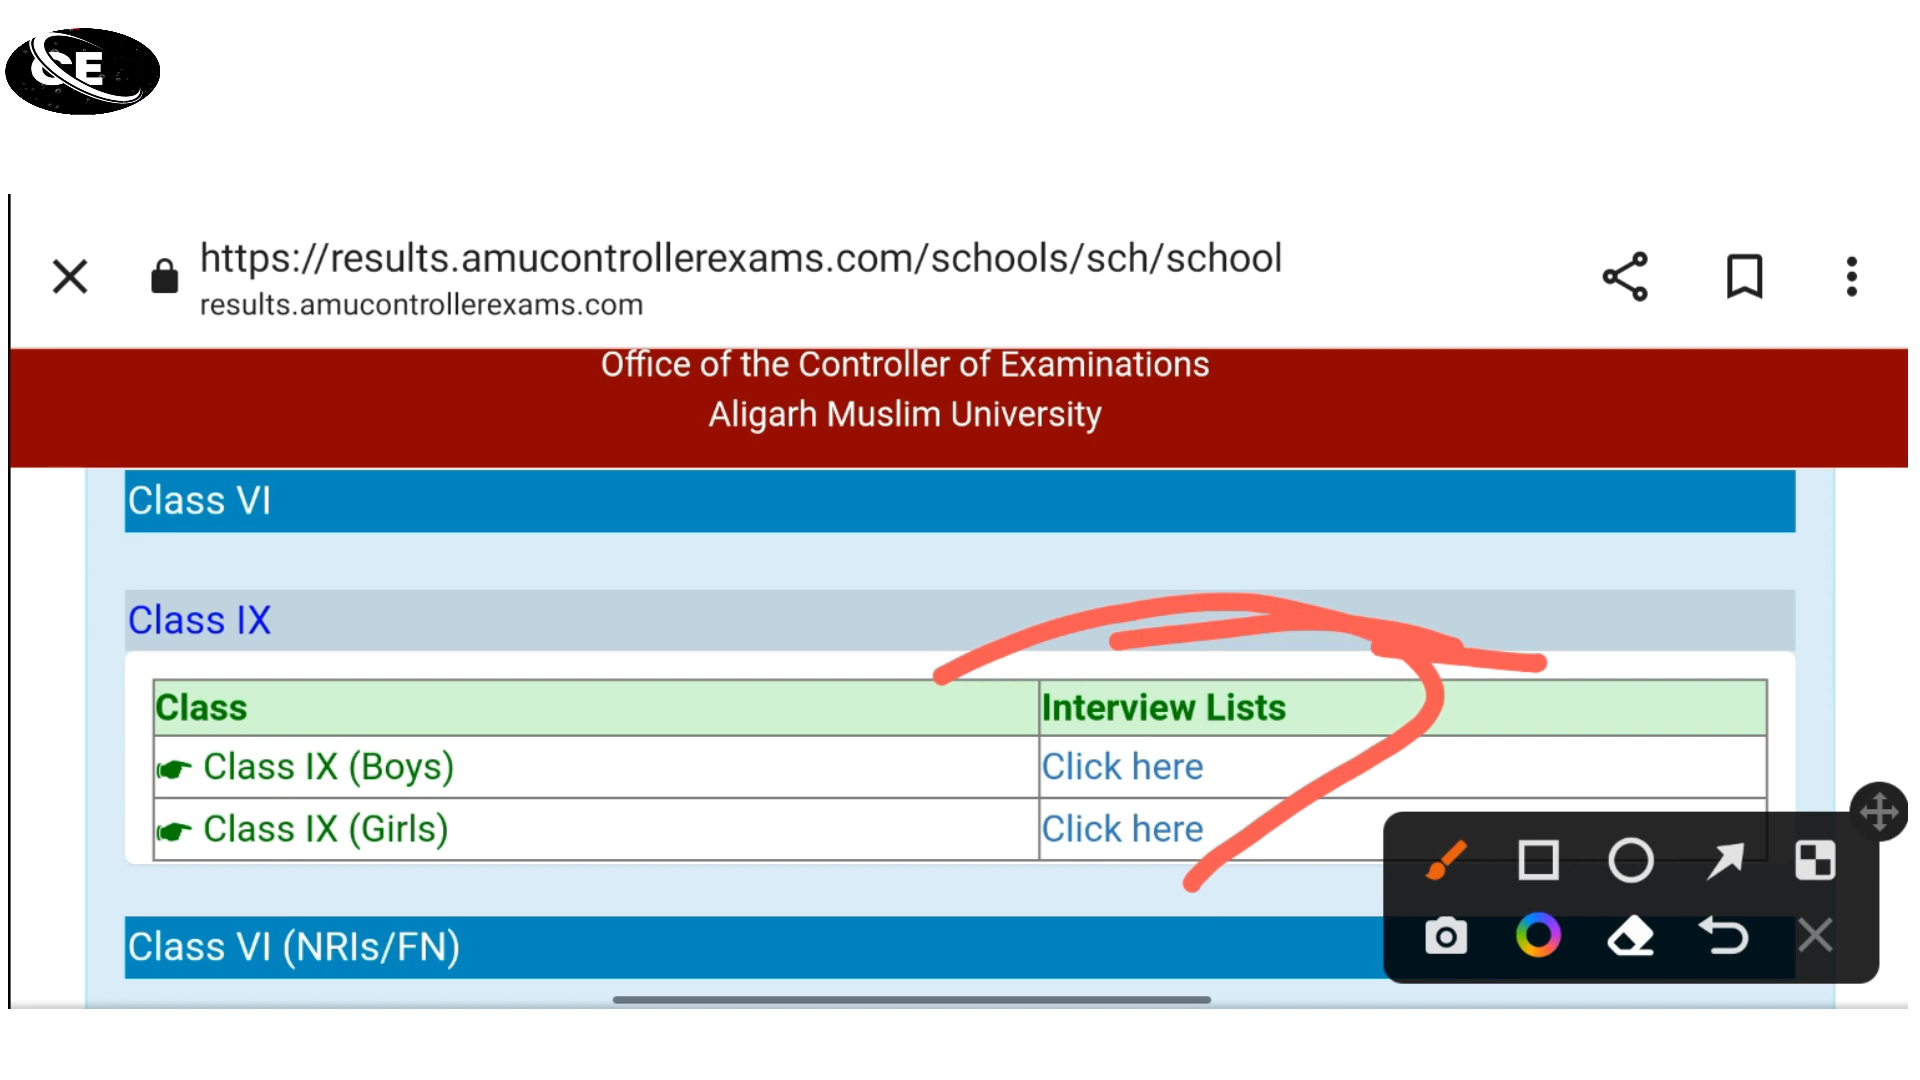 CE
https://results.amucontrollerexams.com/schools/sch/school
results.amucontrollerexams.com
Office of the Controller of Examinations
Aligarh Muslim University
Class VI
Class IX
Class Interview Lists
Class IX (Boys) Click here
Class IX (Girls) Click here
Class VI (NRIs/FN)